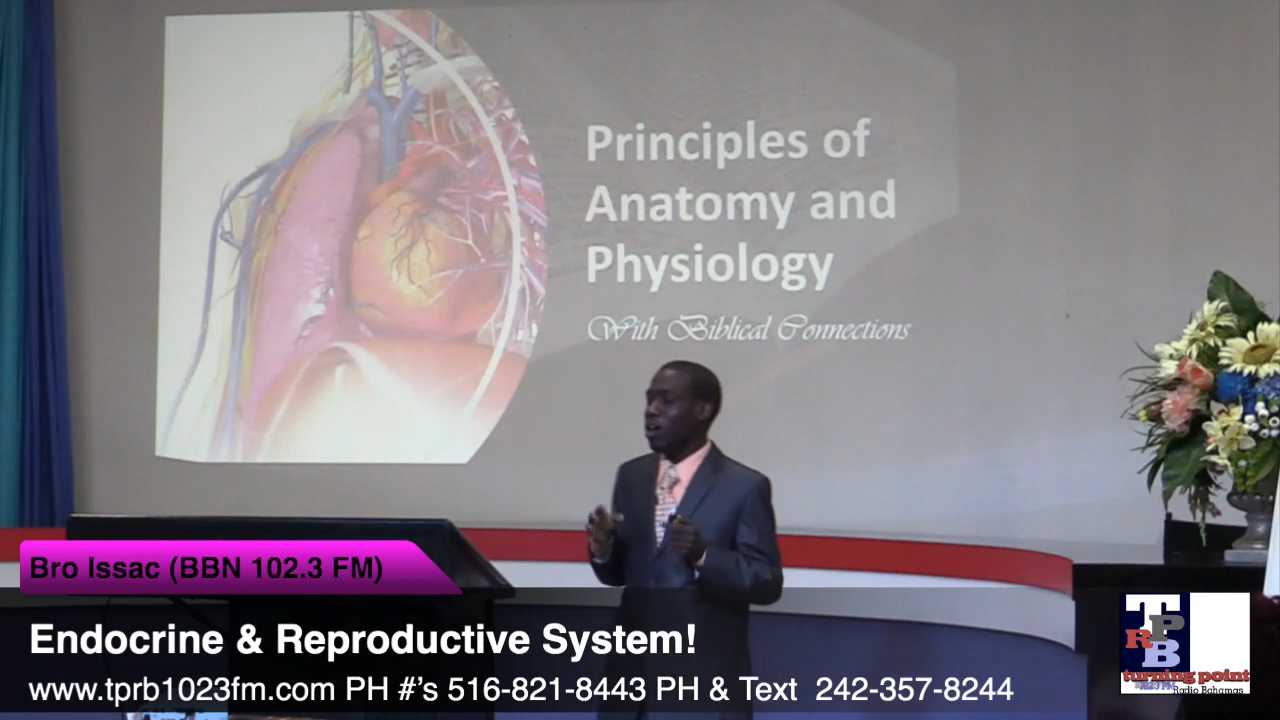 Principles of
Anatomy and
Physiology
With Biblical Connections
Bro Issac (BBN 102.3 FM)
Endocrine & Reproductive System!
www.tprb1023fm.com PH #'s 516-821-8443 PH & Text 242-357-8244
TPRB
turning point
Radio Bahamas